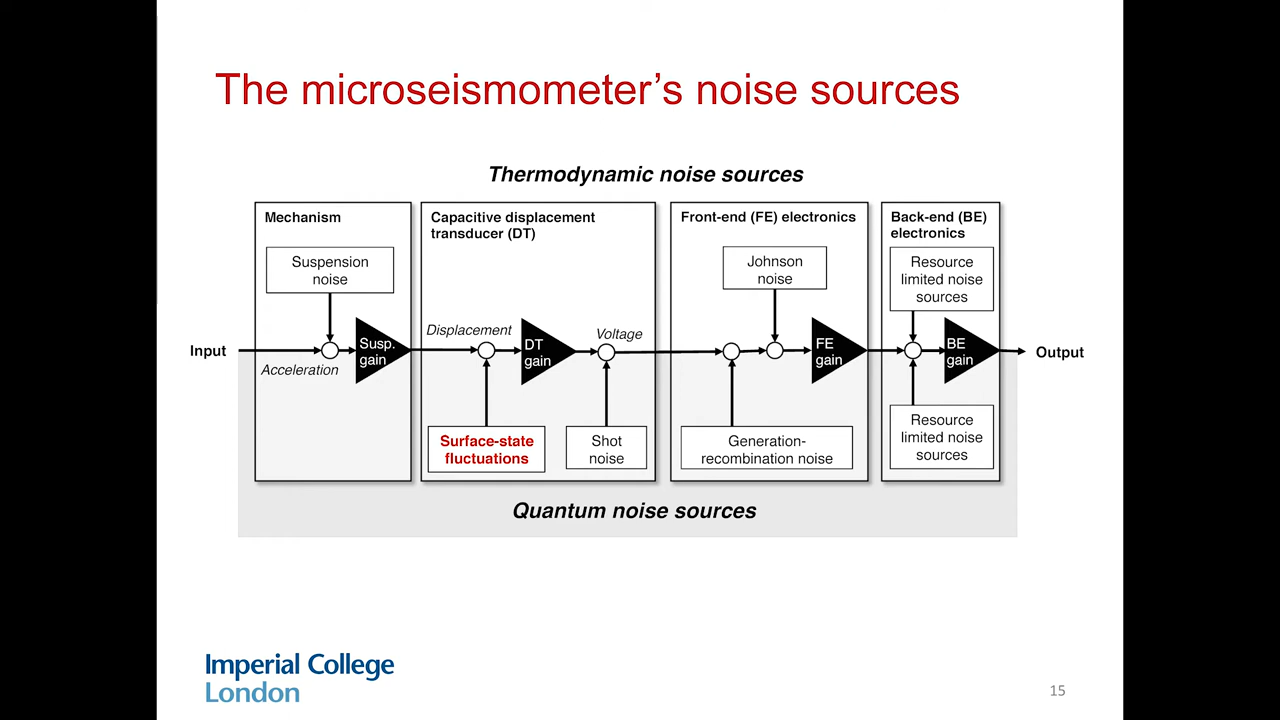 The microseismometer's noise sources
Thermodynamic noise sources
Mechanism
Suspension
noise
Input
Acceleration
Susp.
gain
Capacitive displacement
transducer (DT)
Displacement
DT
gain
Voltage
Surface-state
fluctuations
Shot
noise
Front-end (FE) electronics
Johnson
noise
FE
gain
Generation-
recombination noise
Back-end (BE)
electronics
Resource
limited noise
sources
BE
gain
Output
Resource
limited noise
sources
Quantum noise sources
Imperial College
London
15